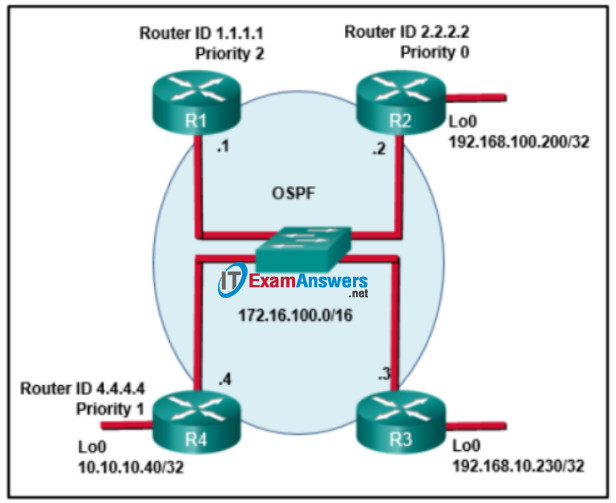 Router ID 1.1.1.1
Priority 2
Router ID 2.2.2.2
Priority 0
R1
R2
Lo0
192.168.100.200/32
.1
.2
OSPF
IT ExamAnswers
.net
172.16.100.0/16
.4
.3
Router ID 4.4.4.4
Priority 1
R4
R3
Lo0
10.10.10.40/32
Lo0
192.168.10.230/32